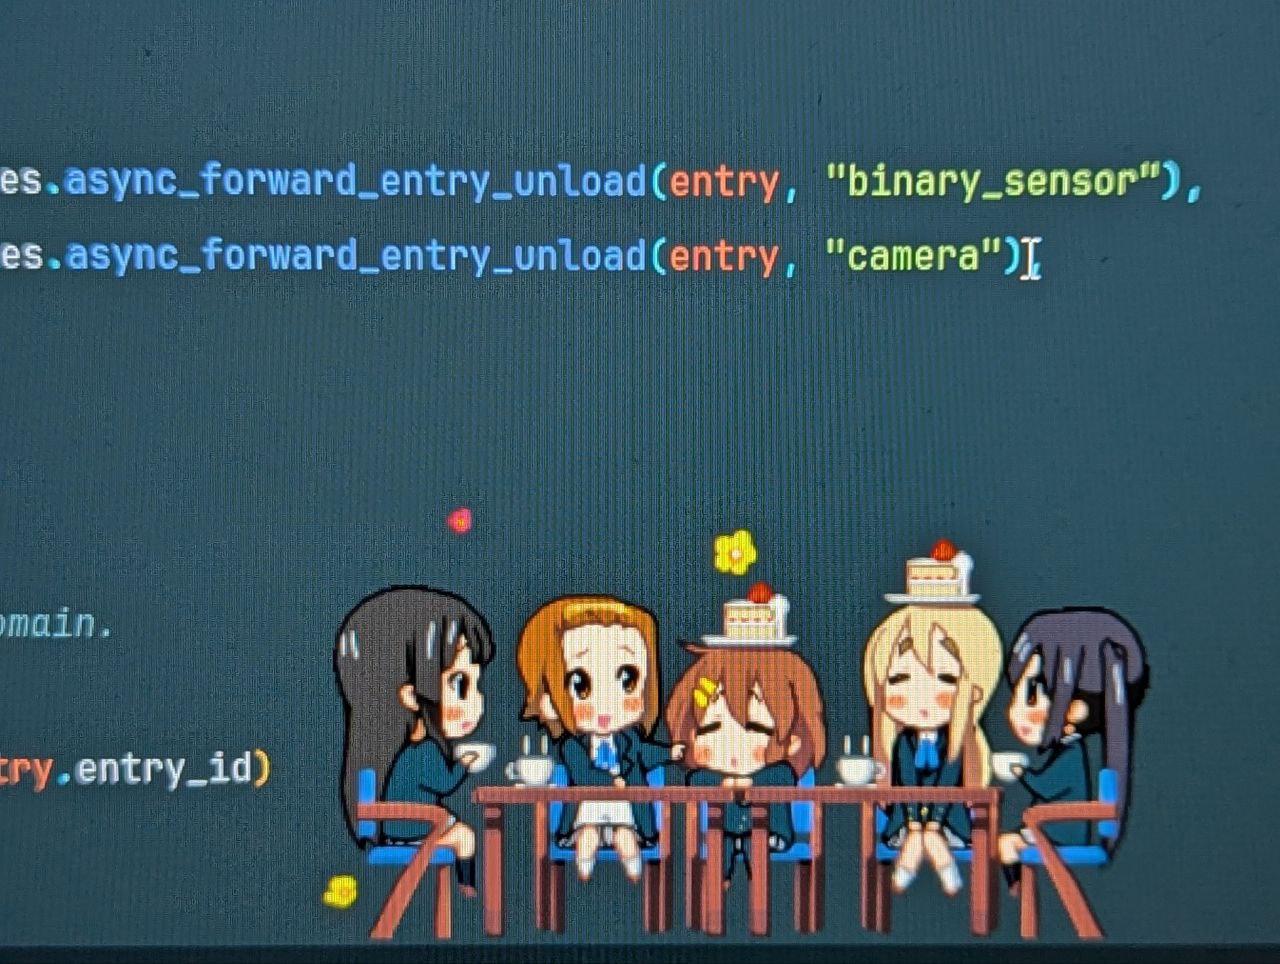 es.async_forward_entry_unload(entry, "binary_sensor"),
es.async_forward_entry_unload(entry, "camera"),
omain.
try.entry_id)